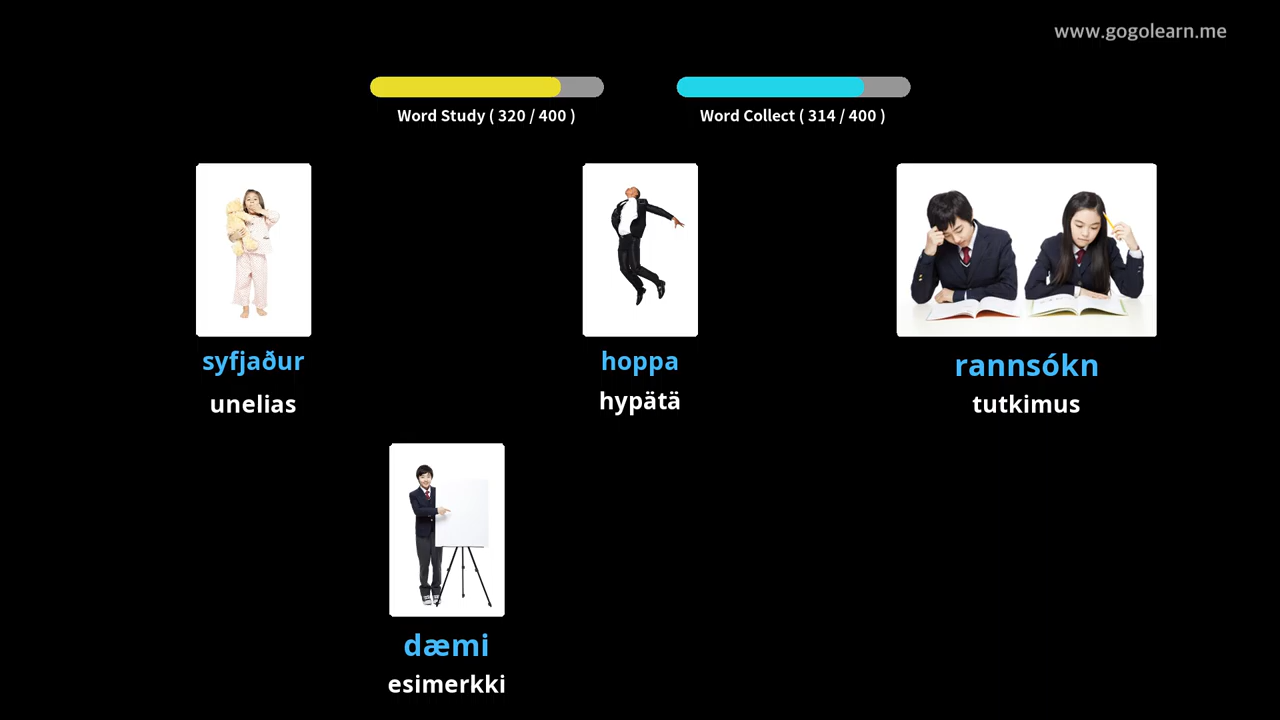 www.gogolearn.me
Word Study ( 320 / 400 )
Word Collect ( 314 / 400 )
syfjaður
unelias
hoppa
hypätä
rannsókn
tutkimus
dæmi
esimerkki